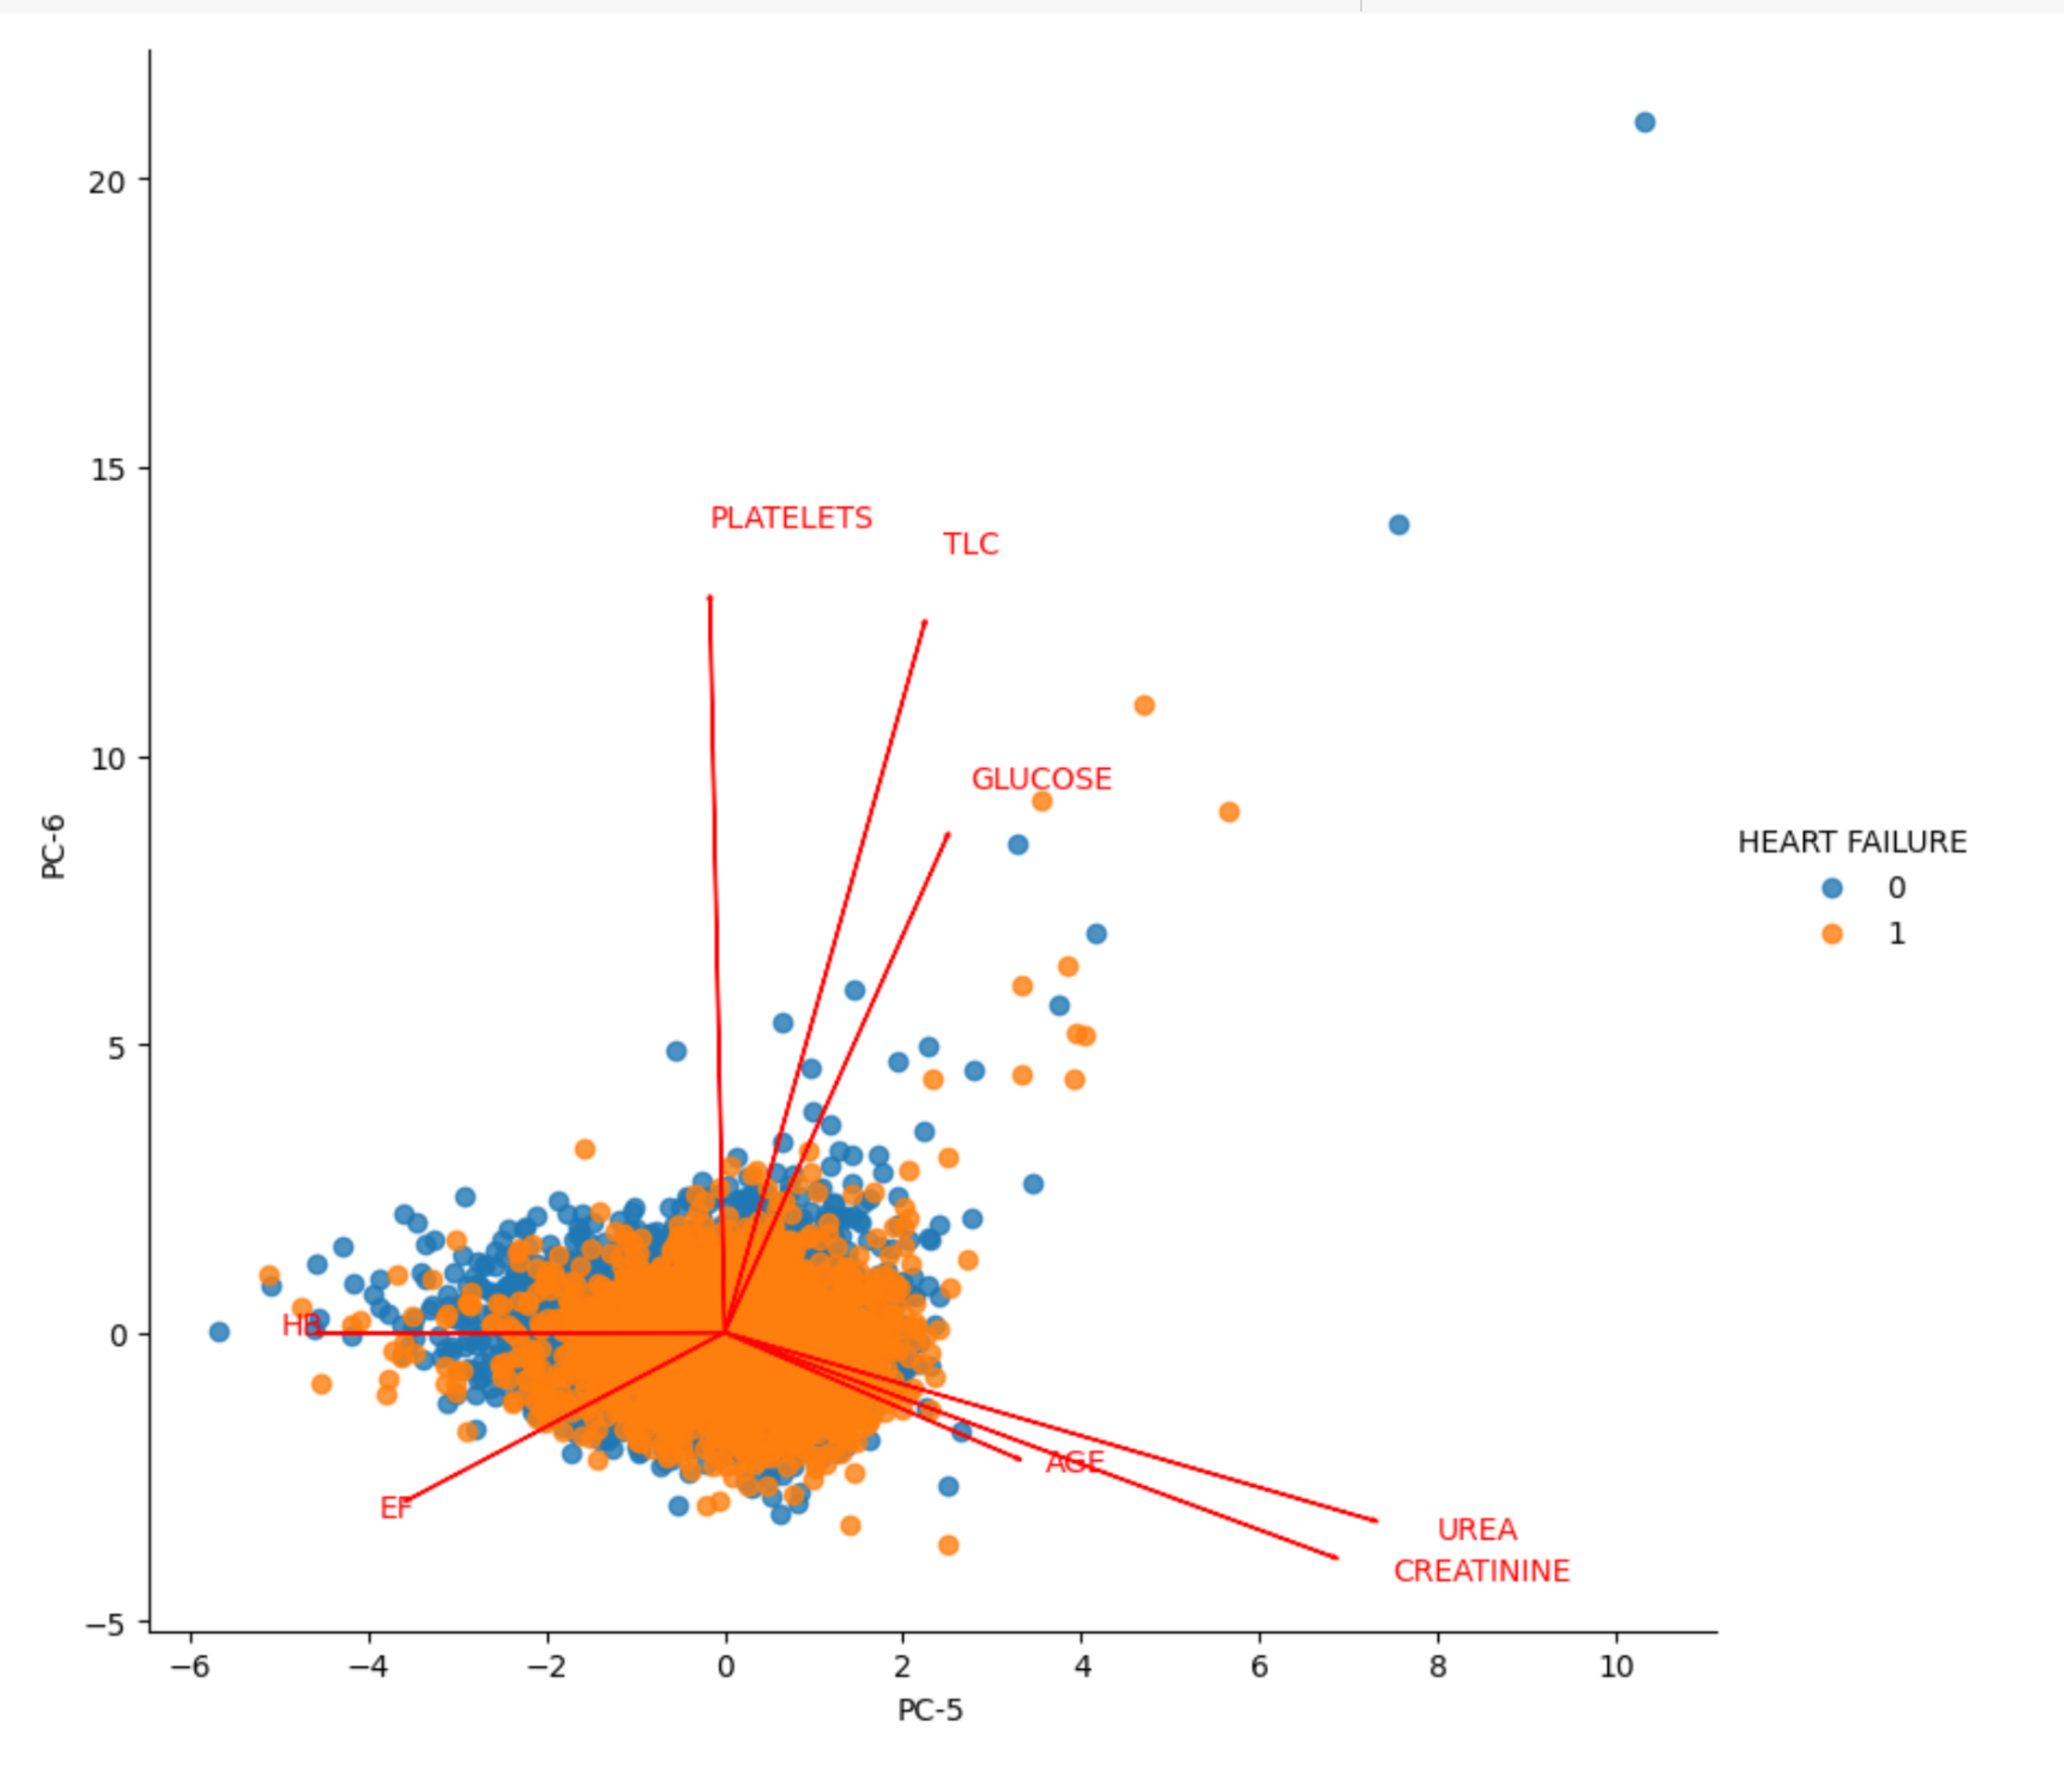 20
15
10
5
0
−5
−6 −4 −2 0 2 4 6 8 10
PC-5
PC-6
PLATELETS
TLC
GLUCOSE
HB
EF
AGE
UREA
CREATININE
HEART FAILURE
0
1